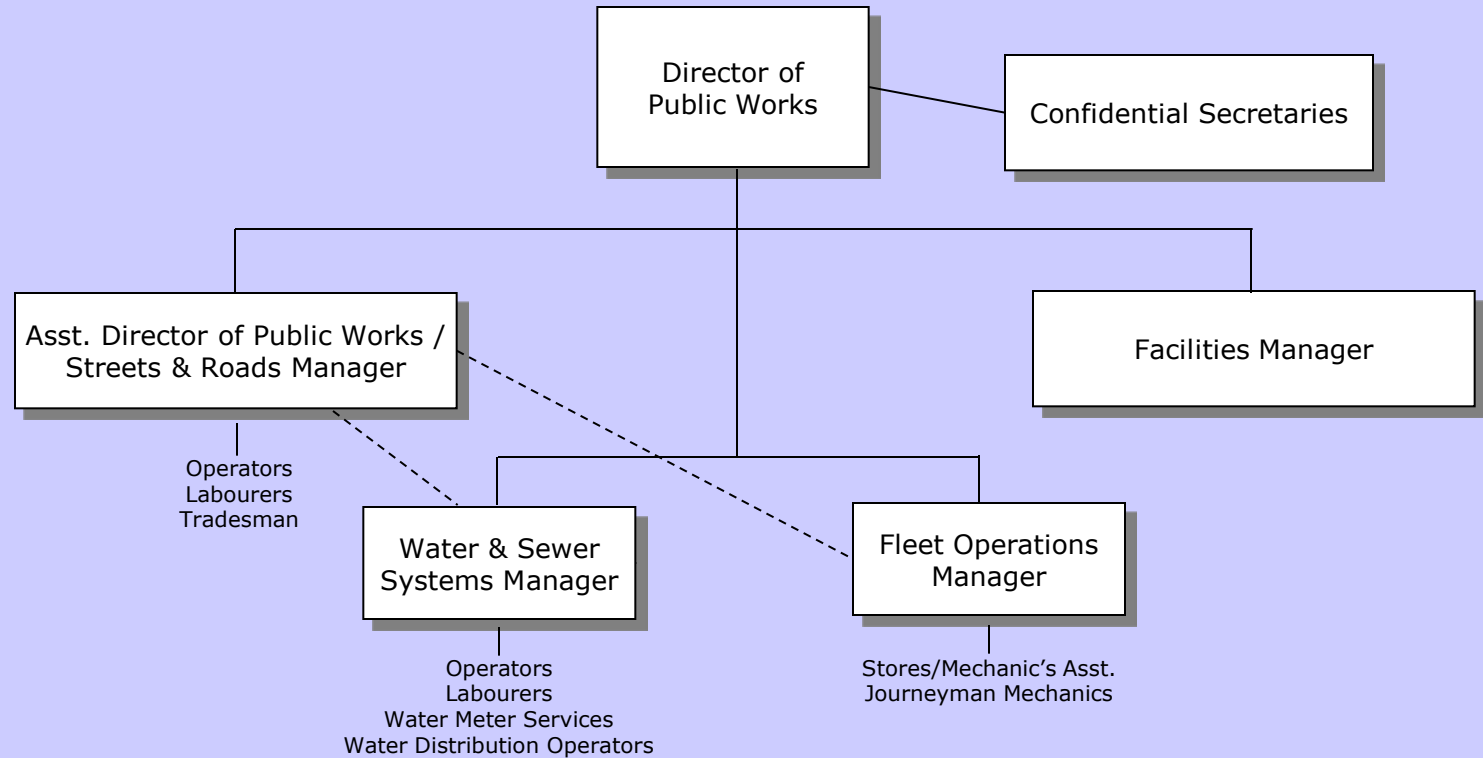 Director of
Public Works
Confidential Secretaries
Asst. Director of Public Works /
Streets & Roads Manager
Facilities Manager
Operators
Labourers
Tradesman
Water & Sewer
Systems Manager
Fleet Operations
Manager
Operators
Labourers
Water Meter Services
Water Distribution Operators
Stores/Mechanic’s Asst.
Journeyman Mechanics